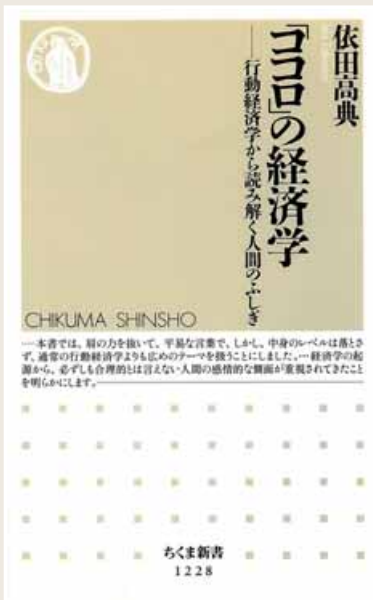 依田高典
「ココロ」の経済学
──行動経済学から読み解く人間のふしぎ
CHIKUMA SHINSHO
…本書では、肩の力を抜いて、平易な言葉で、しかし、中身のレベルは落とさ
ず、通常の行動経済学よりも広めのテーマを扱うことにしました。…経済学の起
源から、必ずしも合理的とは言えない人間の感情的な側面が重視されてきたこと
を明らかにします。
ちくま新書
1228